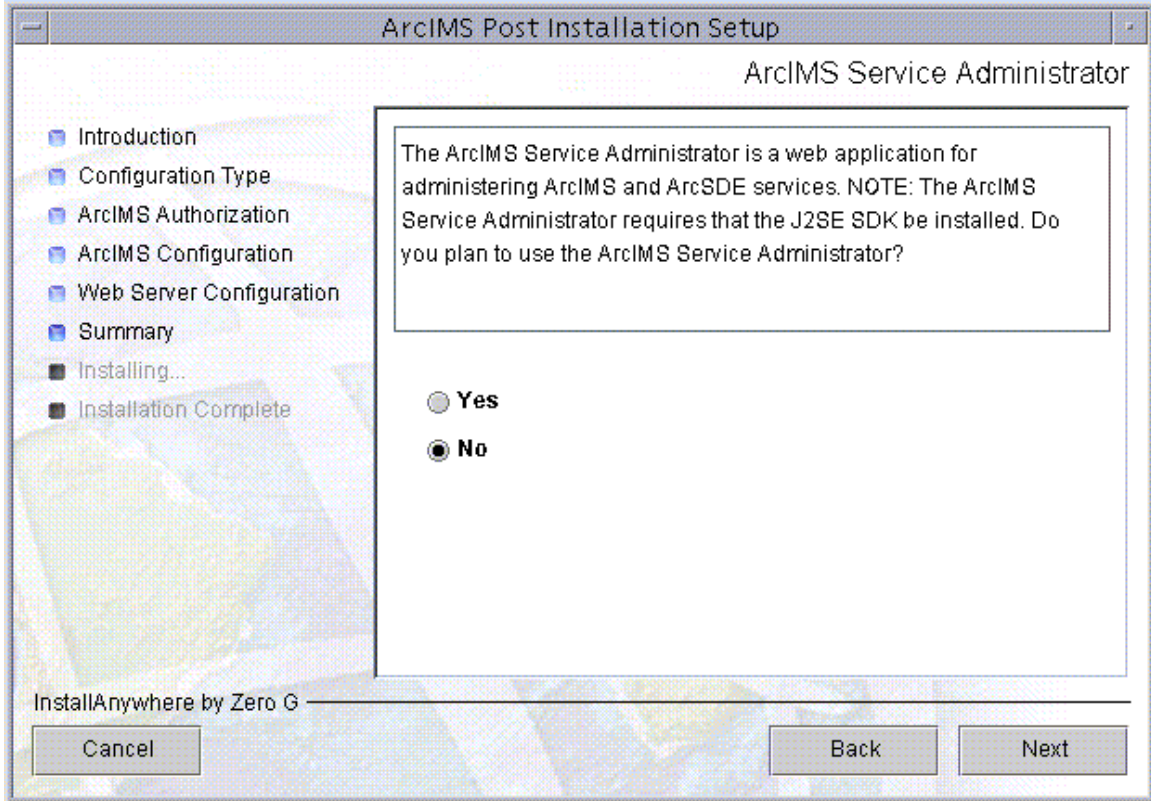 ArcIMS Post Installation Setup
ArcIMS Service Administrator
Introduction
Configuration Type
ArcIMS Authorization
ArcIMS Configuration
Web Server Configuration
Summary
Installing...
Installation Complete
The ArcIMS Service Administrator is a web application for
administering ArcIMS and ArcSDE services. NOTE: The ArcIMS
Service Administrator requires that the J2SE SDK be installed. Do
you plan to use the ArcIMS Service Administrator?
Yes
No
InstallAnywhere by Zero G
Cancel
Back
Next